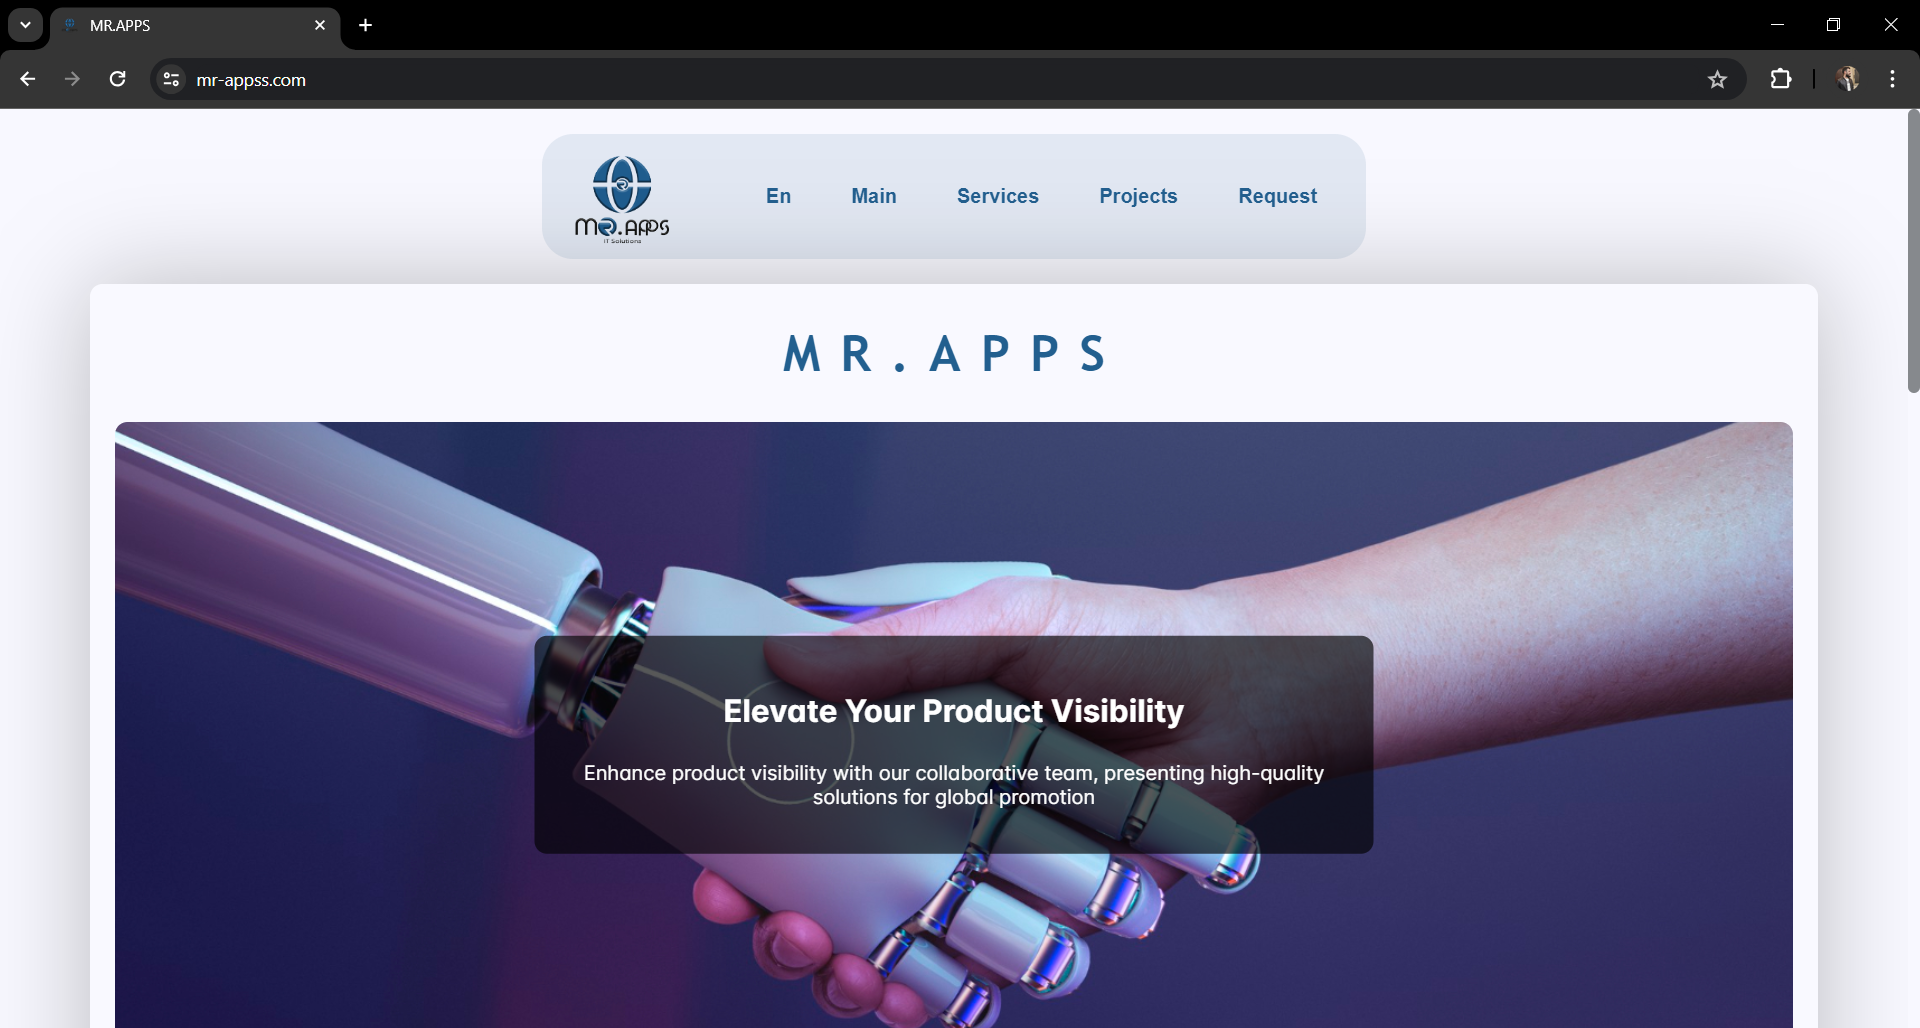 MR.APPS
mr-appss.com
MR.APPS
IT Solutions
En
Main
Services
Projects
Request
MR.APPS
Elevate Your Product Visibility
Enhance product visibility with our collaborative team, presenting high-quality
solutions for global promotion